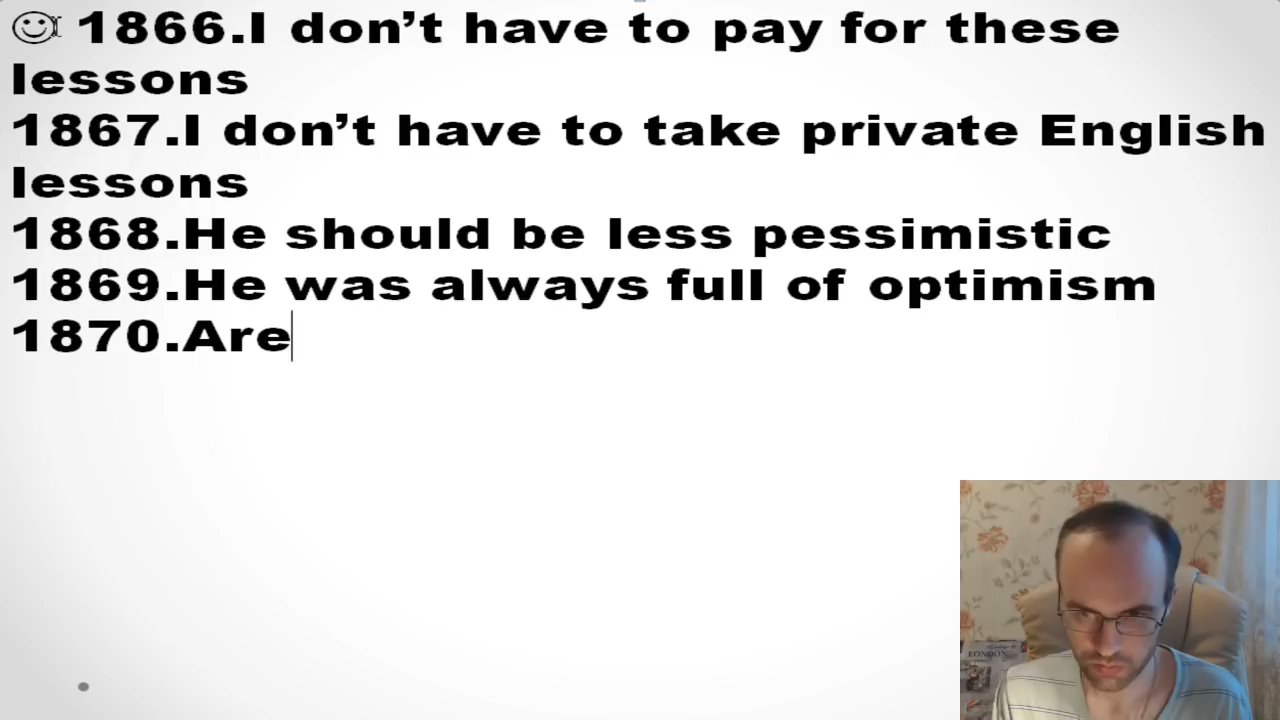 ☺ 1866.I don’t have to pay for these
lessons
1867.I don’t have to take private English
lessons
1868.He should be less pessimistic
1869.He was always full of optimism
1870.Are
LONDON